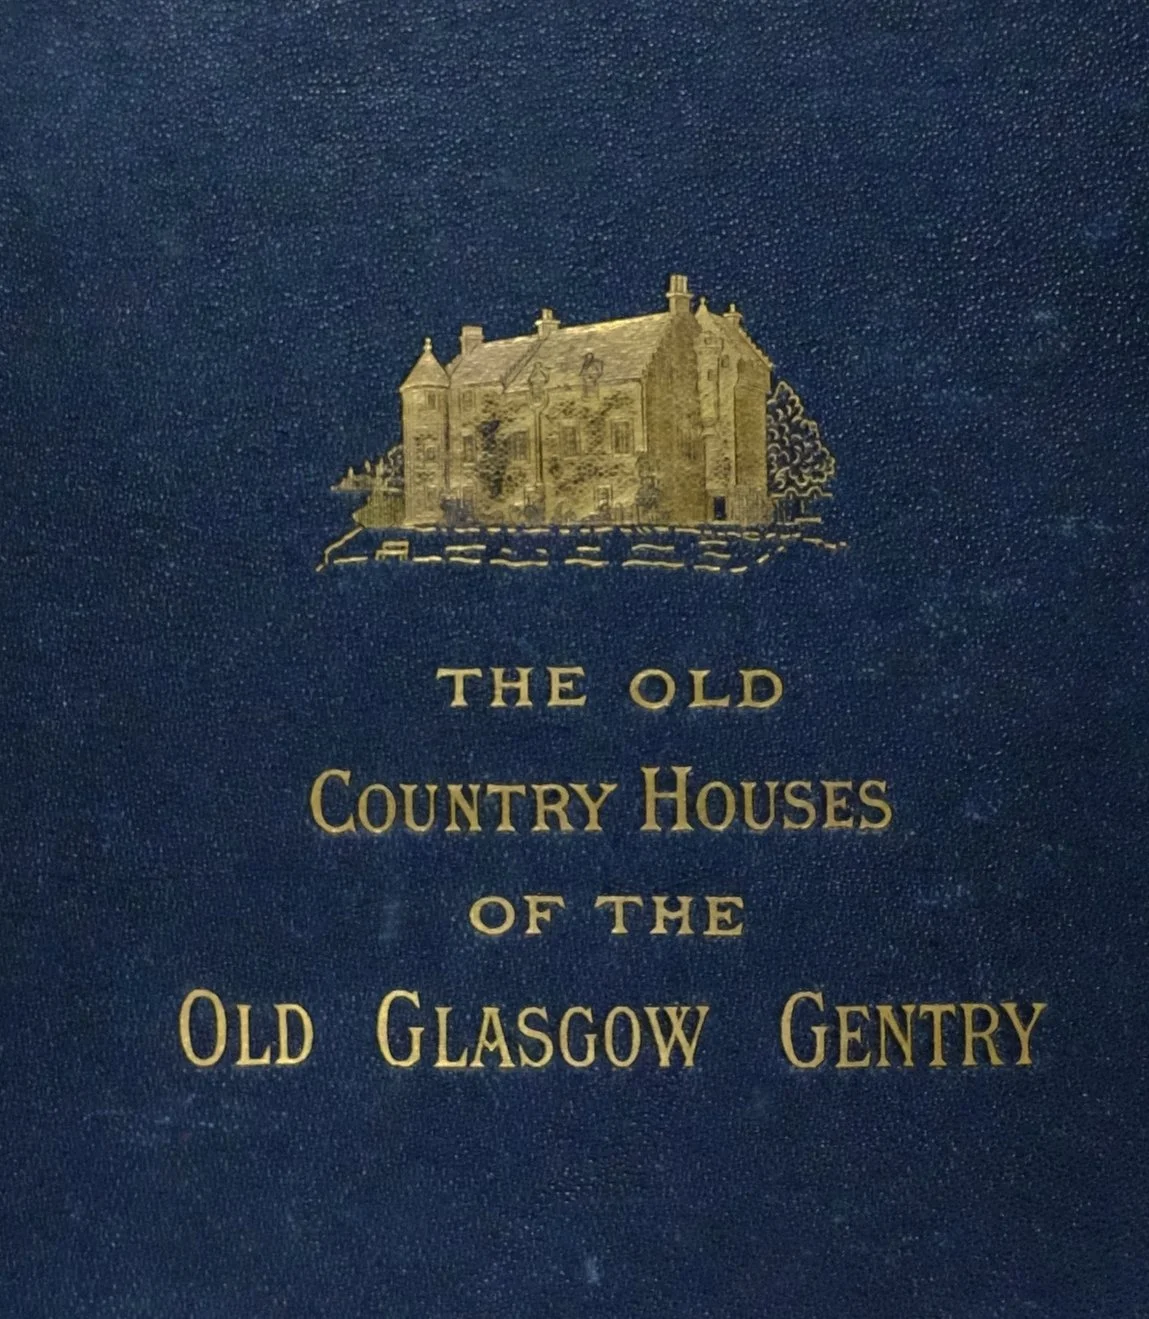 THE OLD
COUNTRY HOUSES
OF THE
OLD GLASGOW GENTRY